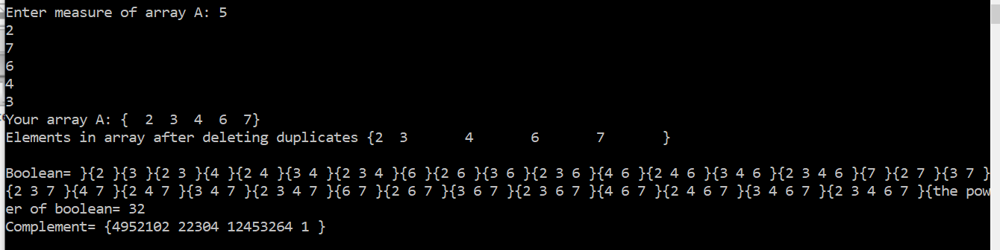 Enter measure of array A: 5
2
7
6
4
3
Your array A: {  2  3  4  6  7}
Elements in array after deleting duplicates {2  3       4       6       7       }
Boolean= }{2 }{3 }{2 3 }{4 }{2 4 }{3 4 }{2 3 4 }{6 }{2 6 }{3 6 }{2 3 6 }{4 6 }{2 4 6 }{3 4 6 }{2 3 4 6 }{7 }{2 7 }{3 7 }
{2 3 7 }{4 7 }{2 4 7 }{3 4 7 }{2 3 4 7 }{6 7 }{2 6 7 }{3 6 7 }{2 3 6 7 }{4 6 7 }{2 4 6 7 }{3 4 6 7 }{2 3 4 6 7 }{the pow
er of boolean= 32
Complement= {4952102 22304 12453264 1 }